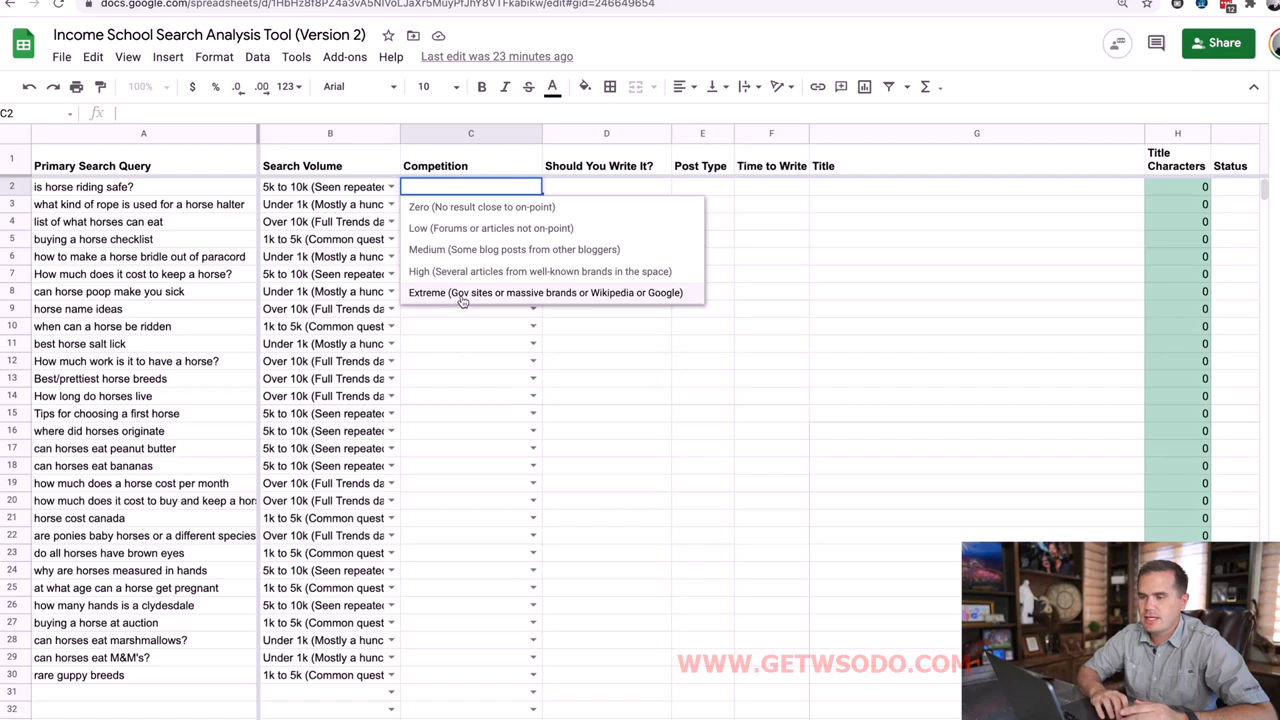 docs.google.com/spreadsheets/d/1HbHz8f8PZ4a3vA5NIVoLJaXr5MuyPfJhY8VTFkabikw/edit#gid=246649654
Income School Search Analysis Tool (Version 2)
File Edit View Insert Format Data Tools Add-ons Help Last edit was 23 minutes ago
Share
100% $ % .0 .00 123 Arial 10 B I S A
C2 fx
A B C D E F G H
1 Primary Search Query Search Volume Competition Should You Write It? Post Type Time to Write Title Title Characters Status
2 is horse riding safe? 5k to 10k (Seen repeated 0
Zero (No result close to on-point)
Low (Forums or articles not on-point)
Medium (Some blog posts from other bloggers)
High (Several articles from well-known brands in the space)
Extreme (Gov sites or massive brands or Wikipedia or Google)
3 what kind of rope is used for a horse halter Under 1k (Mostly a hunc 0
4 list of what horses can eat Over 10k (Full Trends da 0
5 buying a horse checklist 1k to 5k (Common quest 0
6 how to make a horse bridle out of paracord Under 1k (Mostly a hunc 0
7 How much does it cost to keep a horse? 5k to 10k (Seen repeated 0
8 can horse poop make you sick Under 1k (Mostly a hunc 0
9 horse name ideas Over 10k (Full Trends da 0
10 when can a horse be ridden 1k to 5k (Common quest 0
11 best horse salt lick Under 1k (Mostly a hunc 0
12 How much work is it to have a horse? Over 10k (Full Trends da 0
13 Best/prettiest horse breeds Over 10k (Full Trends da 0
14 How long do horses live Over 10k (Full Trends da 0
15 Tips for choosing a first horse 5k to 10k (Seen repeated 0
16 where did horses originate 5k to 10k (Seen repeated 0
17 can horses eat peanut butter 5k to 10k (Seen repeated 0
18 can horses eat bananas 5k to 10k (Seen repeated 0
19 how much does a horse cost per month Over 10k (Full Trends da 0
20 how much does it cost to buy and keep a hor Over 10k (Full Trends da 0
21 horse cost canada 1k to 5k (Common quest 0
22 are ponies baby horses or a different species Over 10k (Full Trends da 0
23 do all horses have brown eyes 1k to 5k (Common quest
24 why are horses measured in hands 5k to 10k (Seen repeated
25 at what age can a horse get pregnant 1k to 5k (Common quest
26 how many hands is a clydesdale 5k to 10k (Seen repeated
27 buying a horse at auction 1k to 5k (Common quest
28 can horses eat marshmallows? Under 1k (Mostly a hunc
29 can horses eat M&M's? Under 1k (Mostly a hunc
WWW.GETWSODO.COM
30 rare guppy breeds 1k to 5k (Common quest
31
32